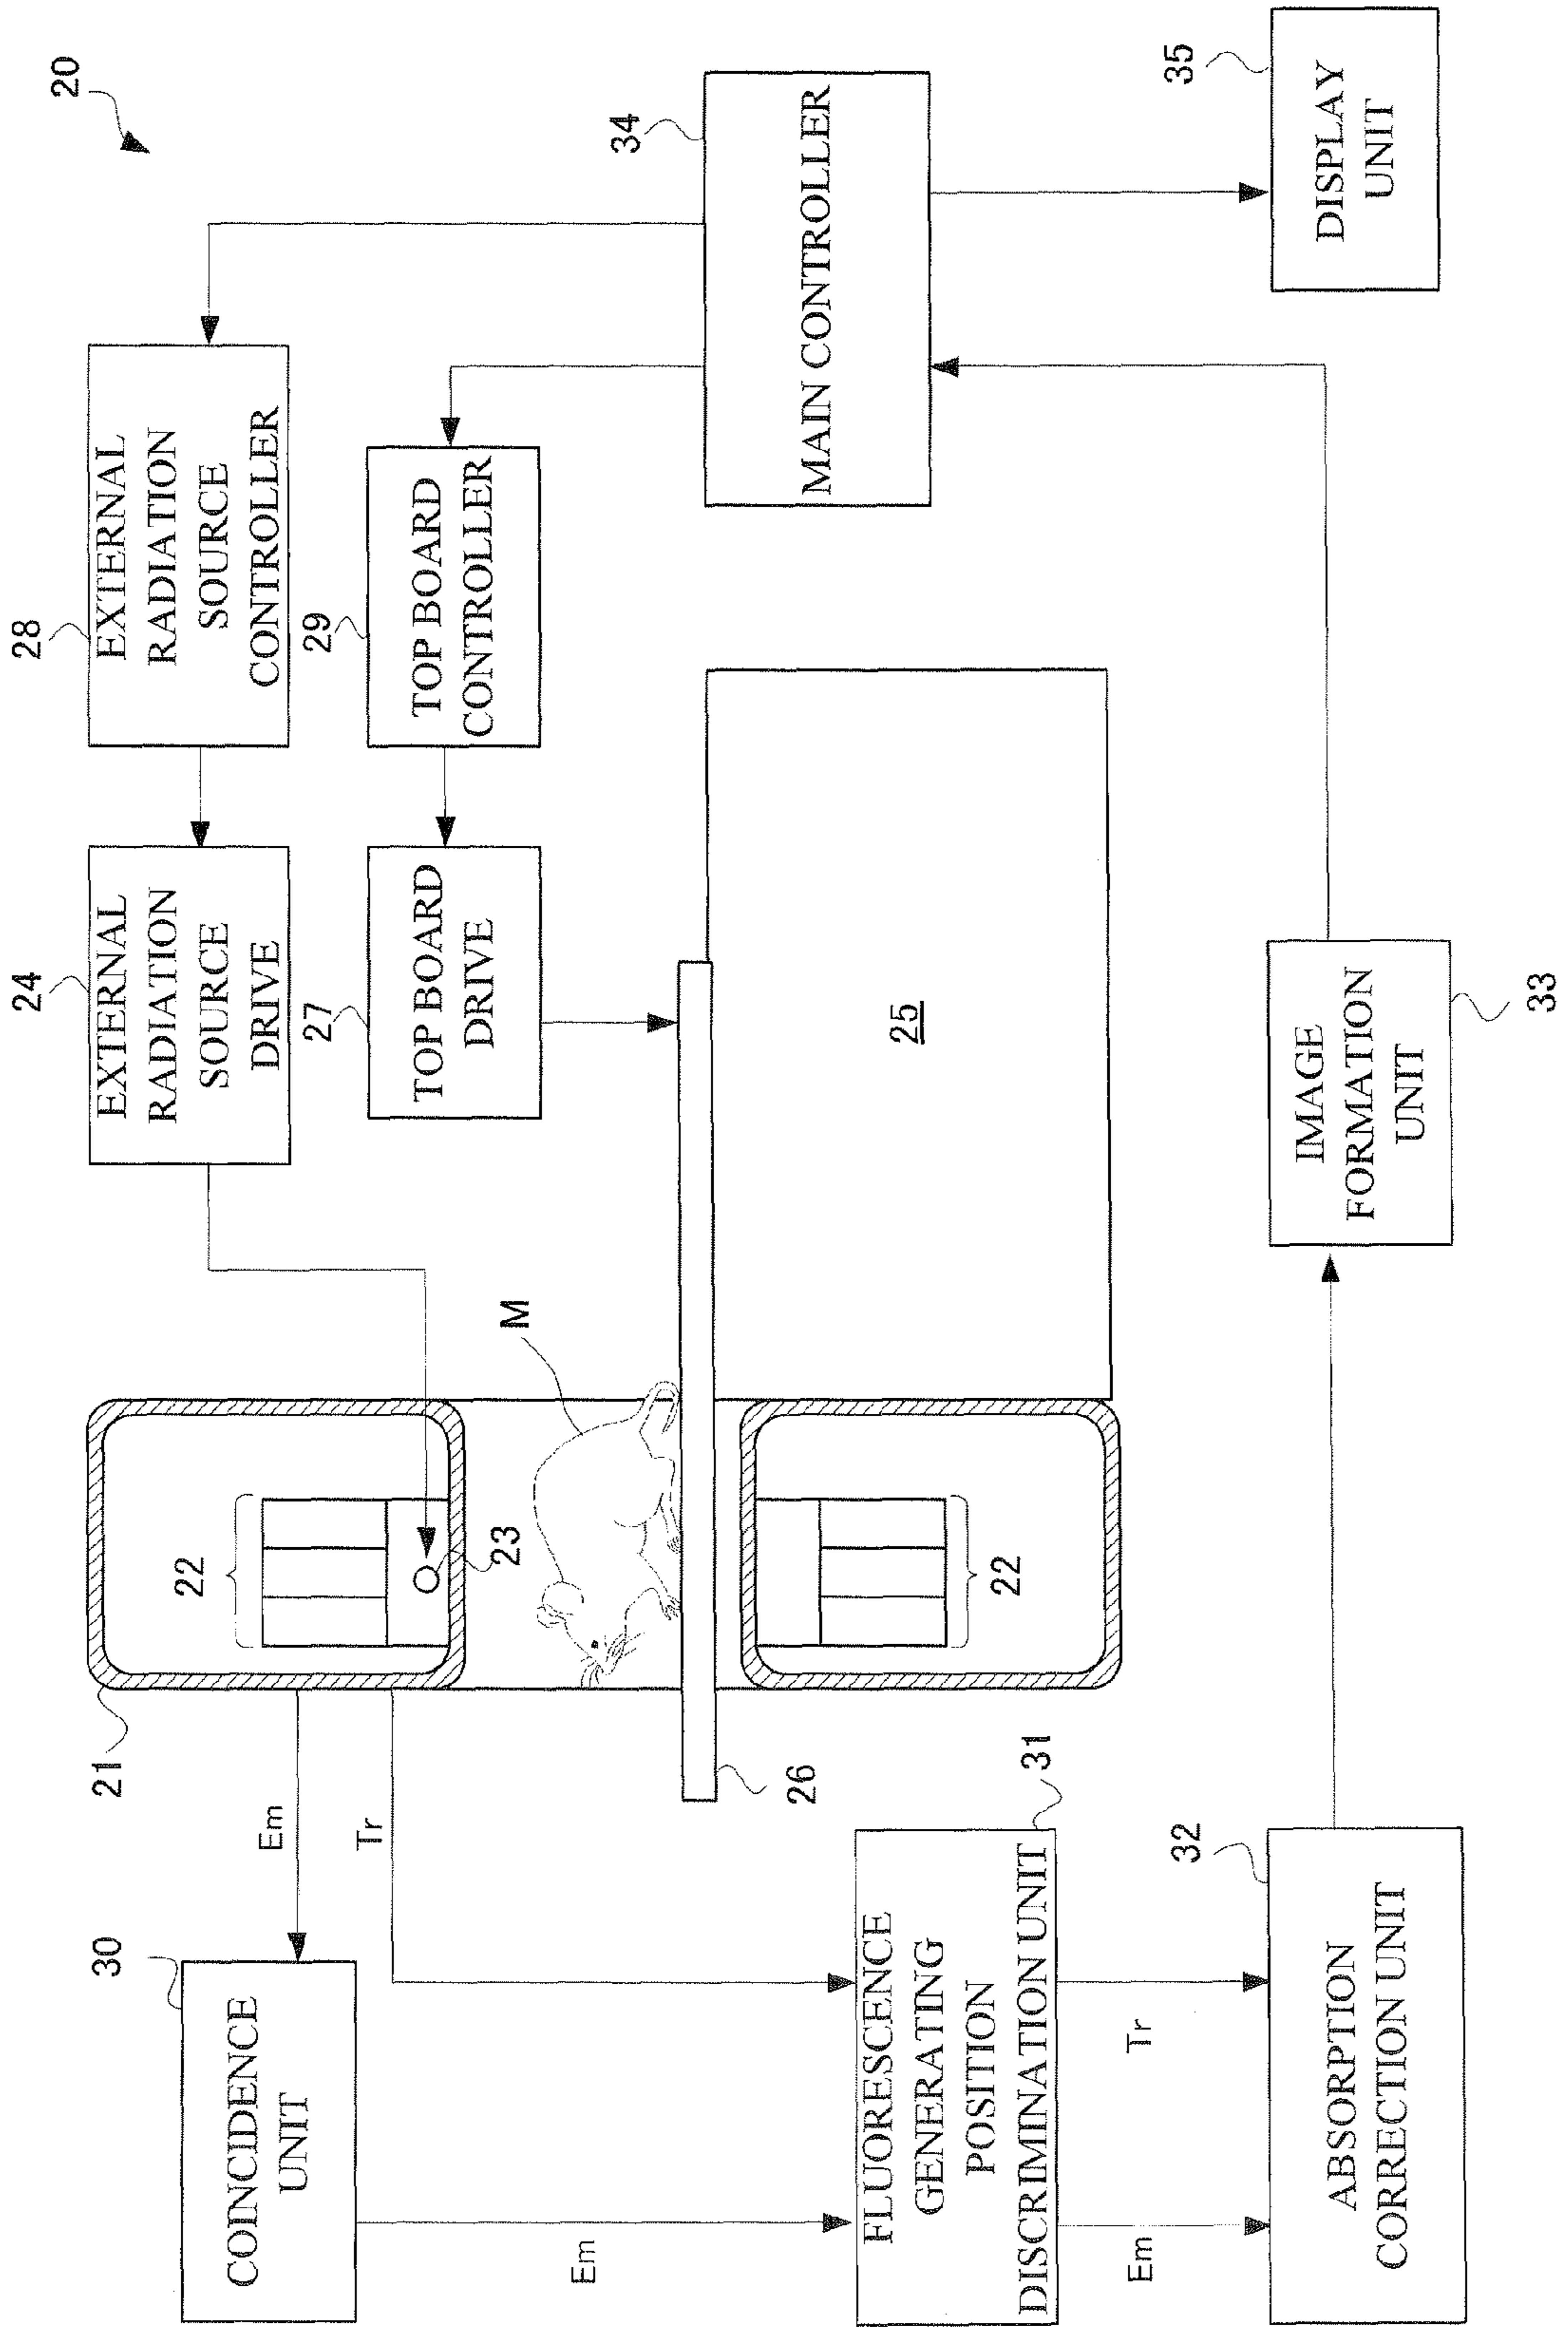 20
28
EXTERNAL
RADIATION
SOURCE
CONTROLLER
24
EXTERNAL
RADIATION
SOURCE
DRIVE
29
TOP BOARD
CONTROLLER
27
TOP BOARD
DRIVE
34
MAIN CONTROLLER
35
DISPLAY
UNIT
21
22
23
M
22
25
26
Em
Tr
30
COINCIDENCE
UNIT
Em
31
FLUORESCENCE
GENERATING
POSITION
DISCRIMINATION UNIT
Em
Tr
32
ABSORPTION
CORRECTION UNIT
IMAGE
FORMATION
UNIT
33